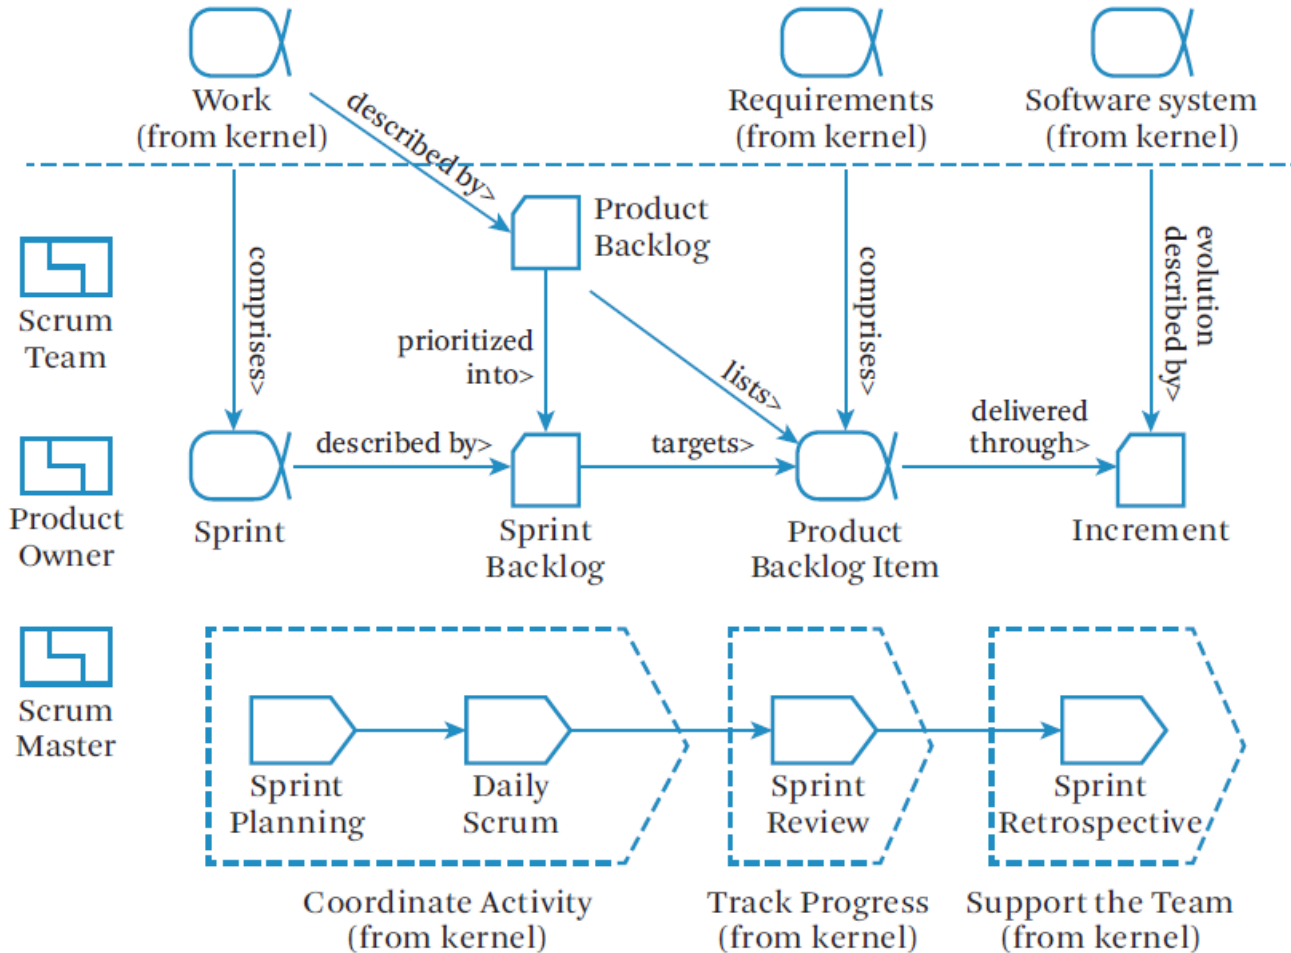 Work
(from kernel)
Requirements
(from kernel)
Software system
(from kernel)
described by>
Product
Backlog
Scrum
Team
comprises>
prioritized
into>
lists>
comprises>
evolution
described by>
Product
Owner
described by>
targets>
delivered
through>
Sprint
Sprint
Backlog
Product
Backlog Item
Increment
Scrum
Master
Sprint
Planning
Daily
Scrum
Sprint
Review
Sprint
Retrospective
Coordinate Activity
(from kernel)
Track Progress
(from kernel)
Support the Team
(from kernel)